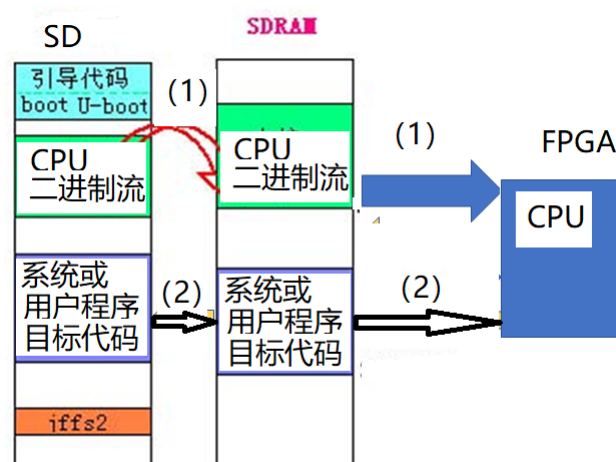 SD
SDRAM
引导代码
boot U-boot
(1)
(1)
FPGA
CPU
二进制流
CPU
二进制流
CPU
系统或
用户程序
目标代码
(2)
系统或
用户程序
目标代码
(2)
jffs2